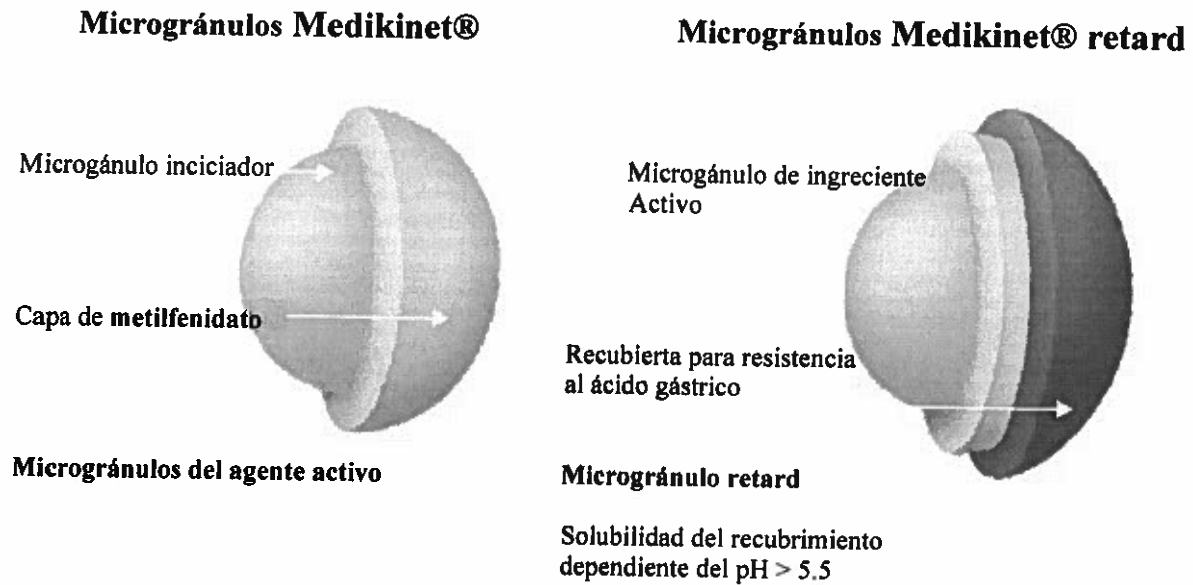 Microgránulos Medikinet®
Microgánulo inciciador
Capa de metilfenidato
Microgránulos del agente activo
Microgránulos Medikinet® retard
Microgánulo de ingreciente
Activo
Recubierta para resistencia
al ácido gástrico
Microgránulo retard
Solubilidad del recubrimiento
dependiente del pH > 5.5